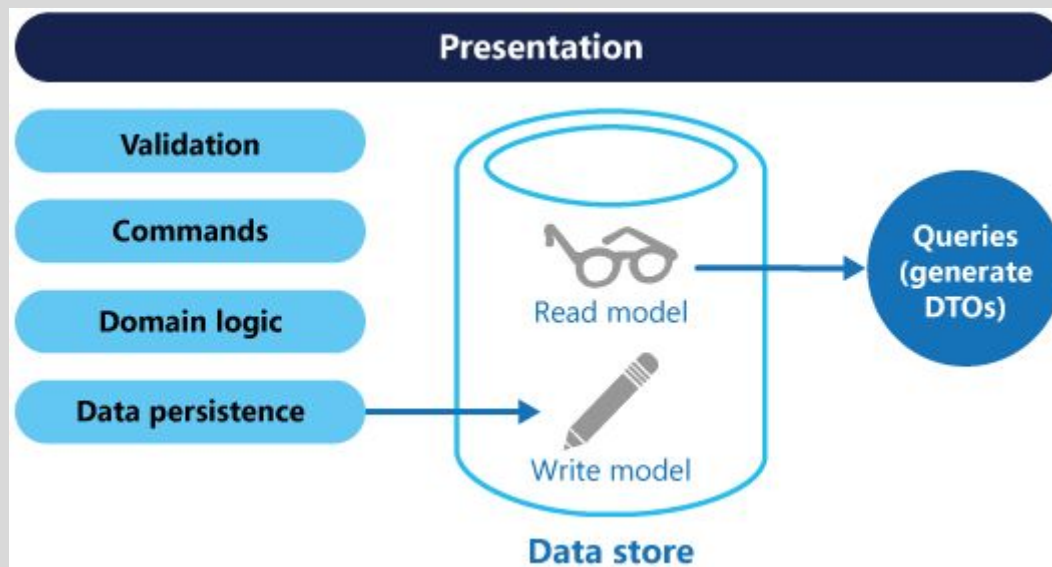 Presentation
Validation
Commands
Domain logic
Data persistence
Read model
Write model
Data store
Queries
(generate
DTOs)